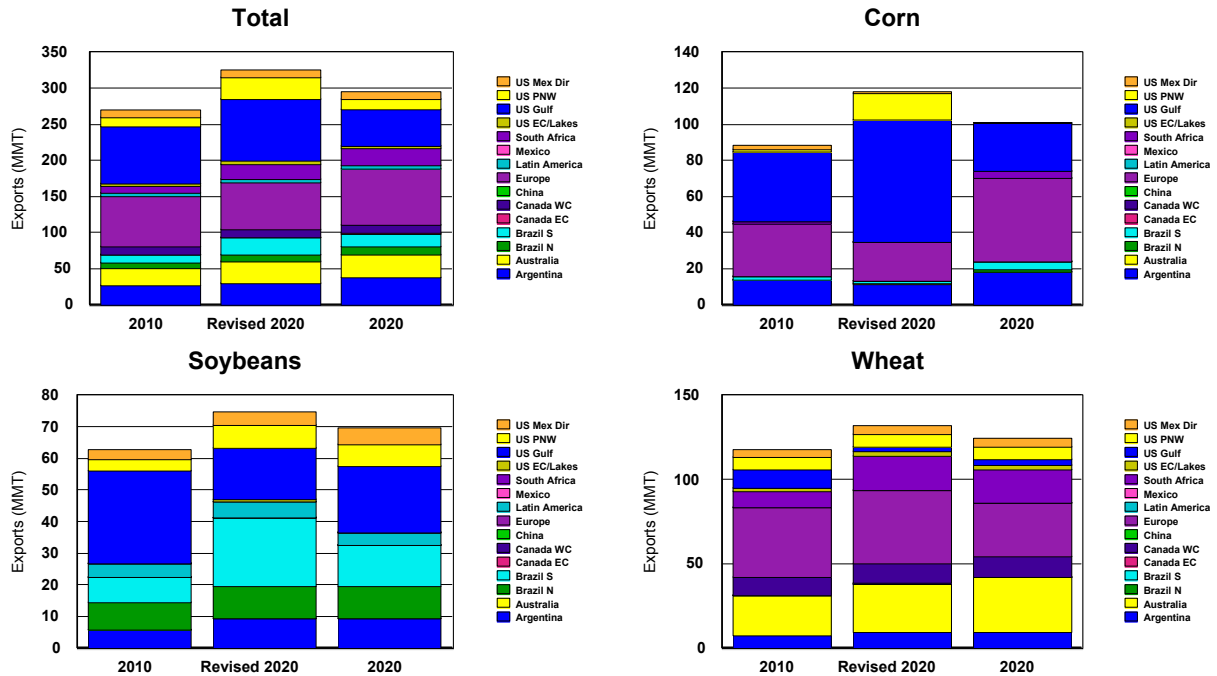 Total
Exports (MMT)
350
300
250
200
150
100
50
0
2010
Revised 2020
2020
US Mex Dir
US PNW
US Gulf
US EC/Lakes
South Africa
Mexico
Latin America
Europe
China
Canada WC
Canada EC
Brazil S
Brazil N
Australia
Argentina
Corn
Exports (MMT)
140
120
100
80
60
40
20
0
2010
Revised 2020
2020
US Mex Dir
US PNW
US Gulf
US EC/Lakes
South Africa
Mexico
Latin America
Europe
China
Canada WC
Canada EC
Brazil S
Brazil N
Australia
Argentina
Soybeans
Exports (MMT)
80
70
60
50
40
30
20
10
0
2010
Revised 2020
2020
US Mex Dir
US PNW
US Gulf
US EC/Lakes
South Africa
Mexico
Latin America
Europe
China
Canada WC
Canada EC
Brazil S
Brazil N
Australia
Argentina
Wheat
Exports (MMT)
150
100
50
0
2010
Revised 2020
2020
US Mex Dir
US PNW
US Gulf
US EC/Lakes
South Africa
Mexico
Latin America
Europe
China
Canada WC
Canada EC
Brazil S
Brazil N
Australia
Argentina